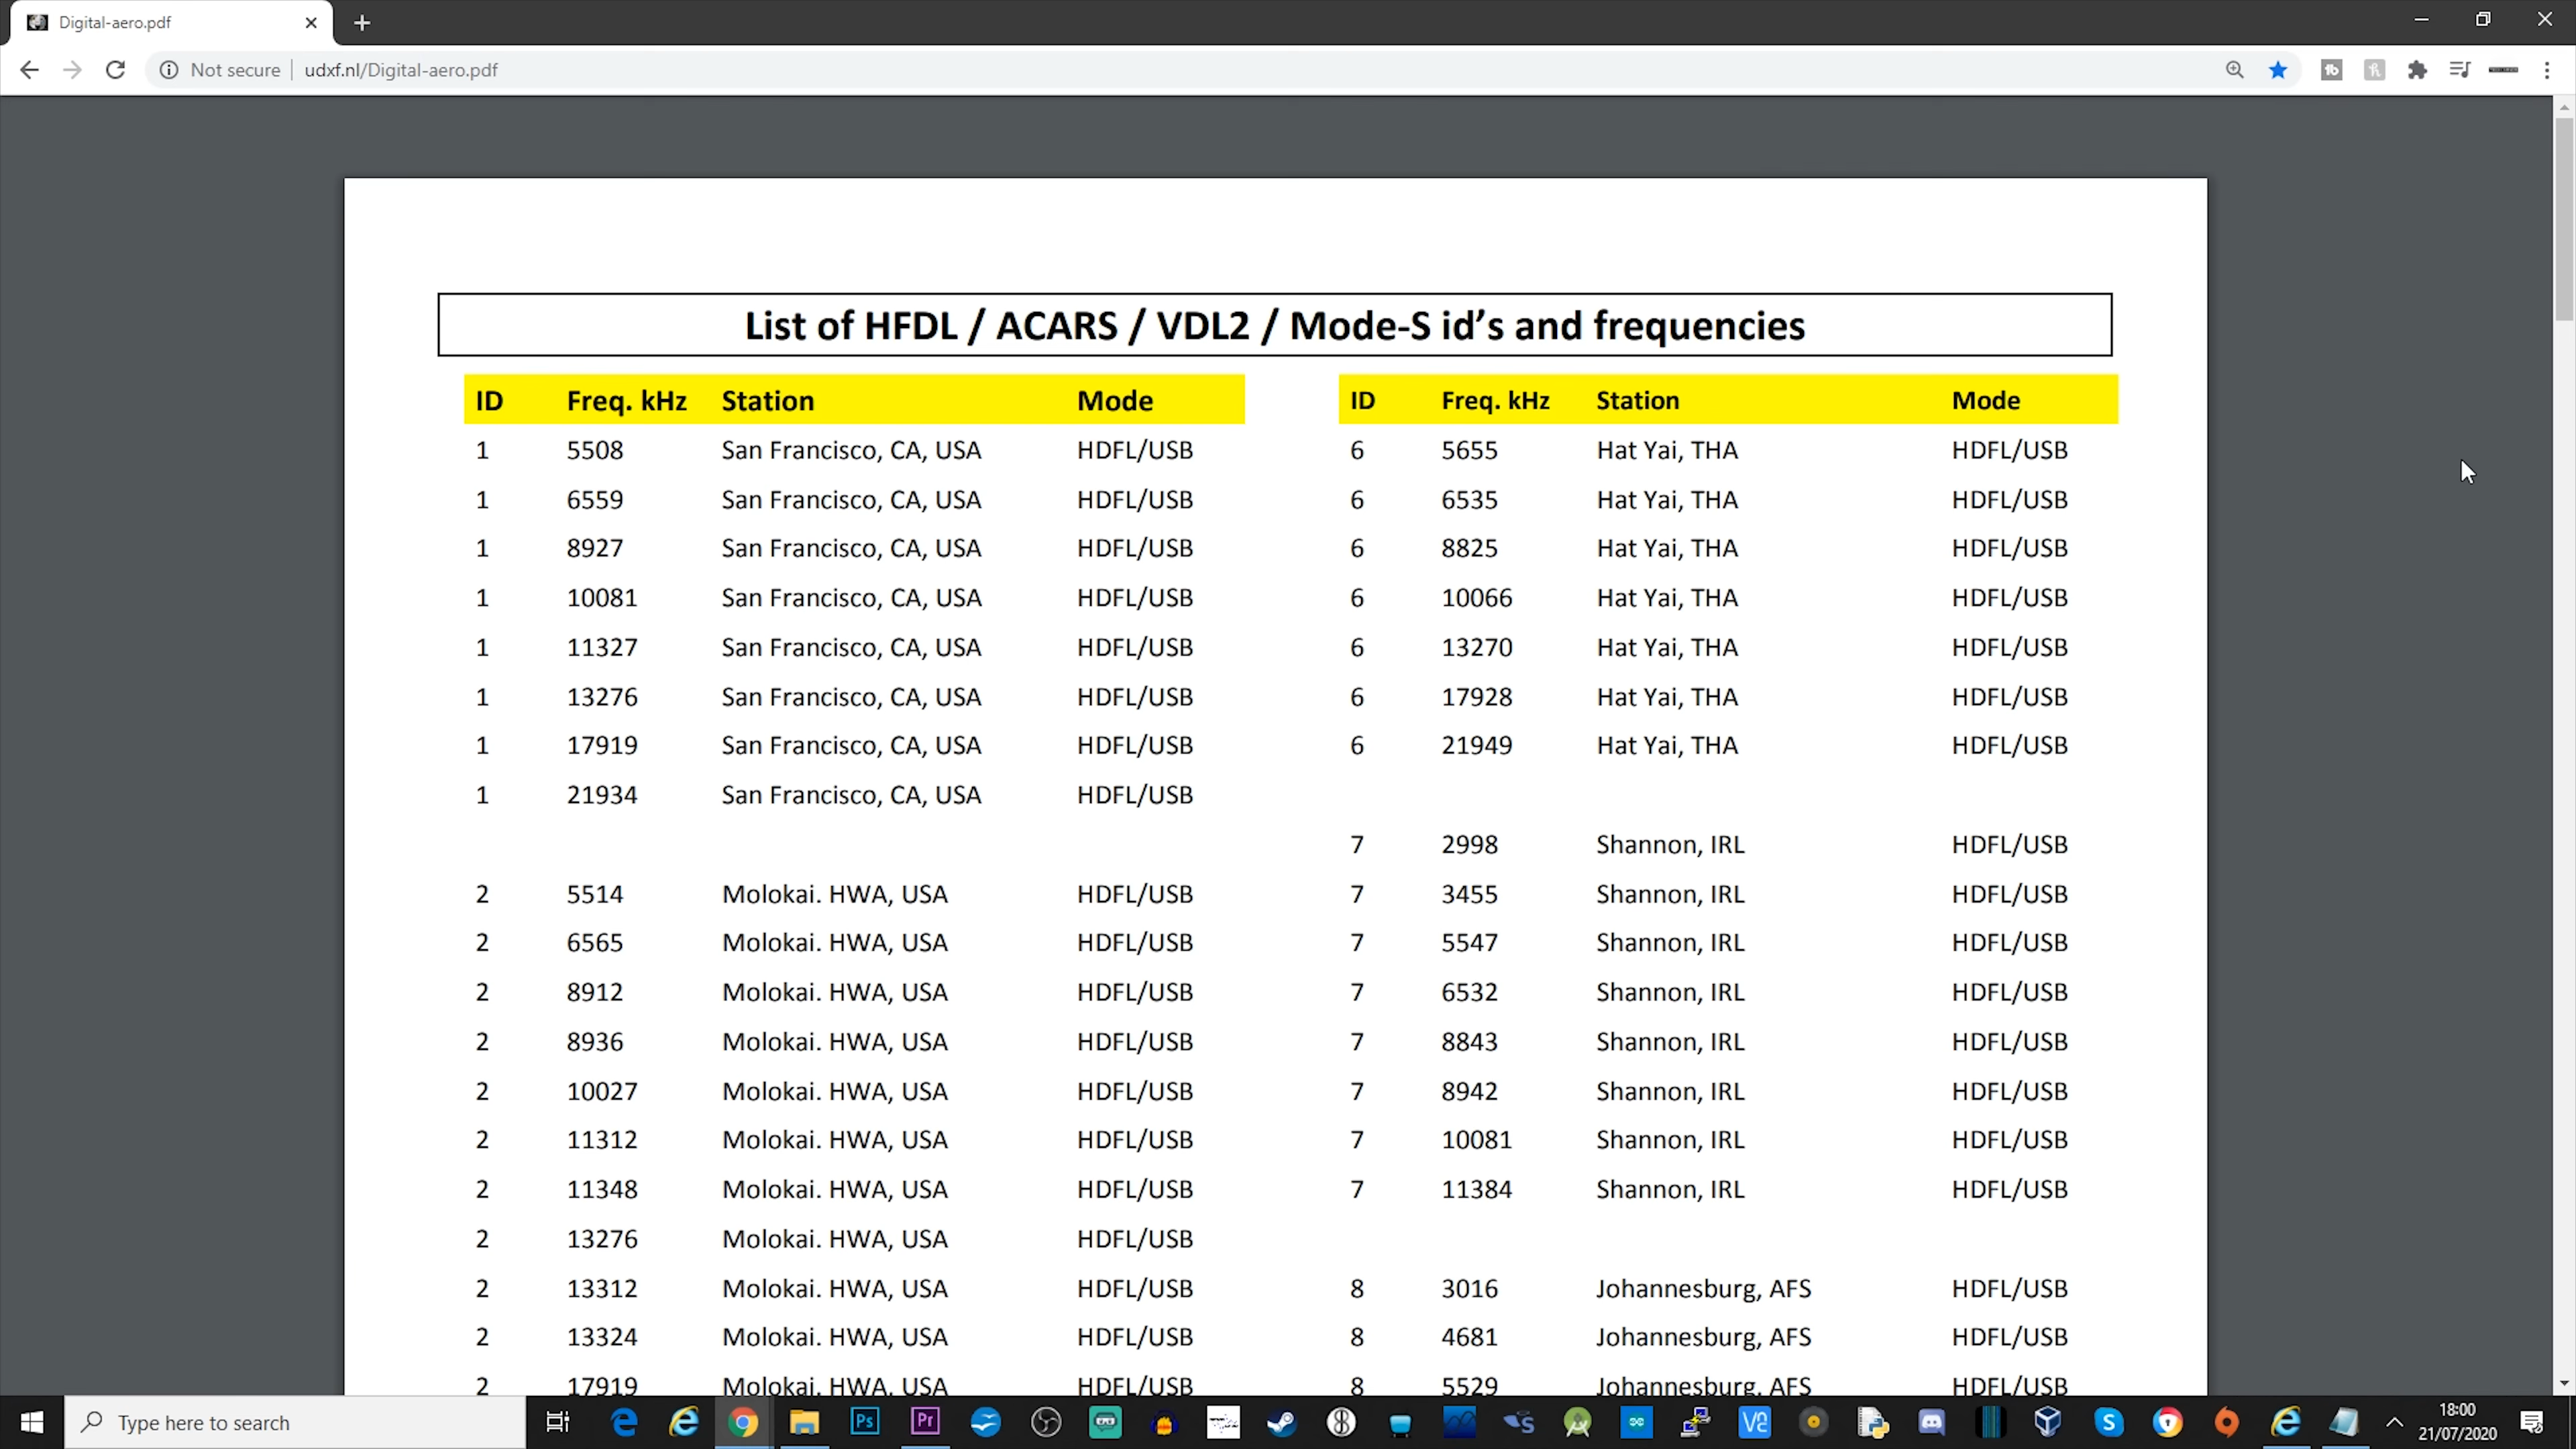 Digital-aero.pdf
Not secure | udxf.nl/Digital-aero.pdf
List of HFDL / ACARS / VDL2 / Mode-S id’s and frequencies
ID Freq. kHz Station Mode
1 5508 San Francisco, CA, USA HDFL/USB
1 6559 San Francisco, CA, USA HDFL/USB
1 8927 San Francisco, CA, USA HDFL/USB
1 10081 San Francisco, CA, USA HDFL/USB
1 11327 San Francisco, CA, USA HDFL/USB
1 13276 San Francisco, CA, USA HDFL/USB
1 17919 San Francisco, CA, USA HDFL/USB
1 21934 San Francisco, CA, USA HDFL/USB
2 5514 Molokai. HWA, USA HDFL/USB
2 6565 Molokai. HWA, USA HDFL/USB
2 8912 Molokai. HWA, USA HDFL/USB
2 8936 Molokai. HWA, USA HDFL/USB
2 10027 Molokai. HWA, USA HDFL/USB
2 11312 Molokai. HWA, USA HDFL/USB
2 11348 Molokai. HWA, USA HDFL/USB
2 13276 Molokai. HWA, USA HDFL/USB
2 13312 Molokai. HWA, USA HDFL/USB
2 13324 Molokai. HWA, USA HDFL/USB
2 17919 Molokai. HWA, USA HDFL/USB
ID Freq. kHz Station Mode
6 5655 Hat Yai, THA HDFL/USB
6 6535 Hat Yai, THA HDFL/USB
6 8825 Hat Yai, THA HDFL/USB
6 10066 Hat Yai, THA HDFL/USB
6 13270 Hat Yai, THA HDFL/USB
6 17928 Hat Yai, THA HDFL/USB
6 21949 Hat Yai, THA HDFL/USB
7 2998 Shannon, IRL HDFL/USB
7 3455 Shannon, IRL HDFL/USB
7 5547 Shannon, IRL HDFL/USB
7 6532 Shannon, IRL HDFL/USB
7 8843 Shannon, IRL HDFL/USB
7 8942 Shannon, IRL HDFL/USB
7 10081 Shannon, IRL HDFL/USB
7 11384 Shannon, IRL HDFL/USB
8 3016 Johannesburg, AFS HDFL/USB
8 4681 Johannesburg, AFS HDFL/USB
8 5529 Johannesburg, AFS HDFL/USB
Type here to search
Ps
Pr
18:00
21/07/2020